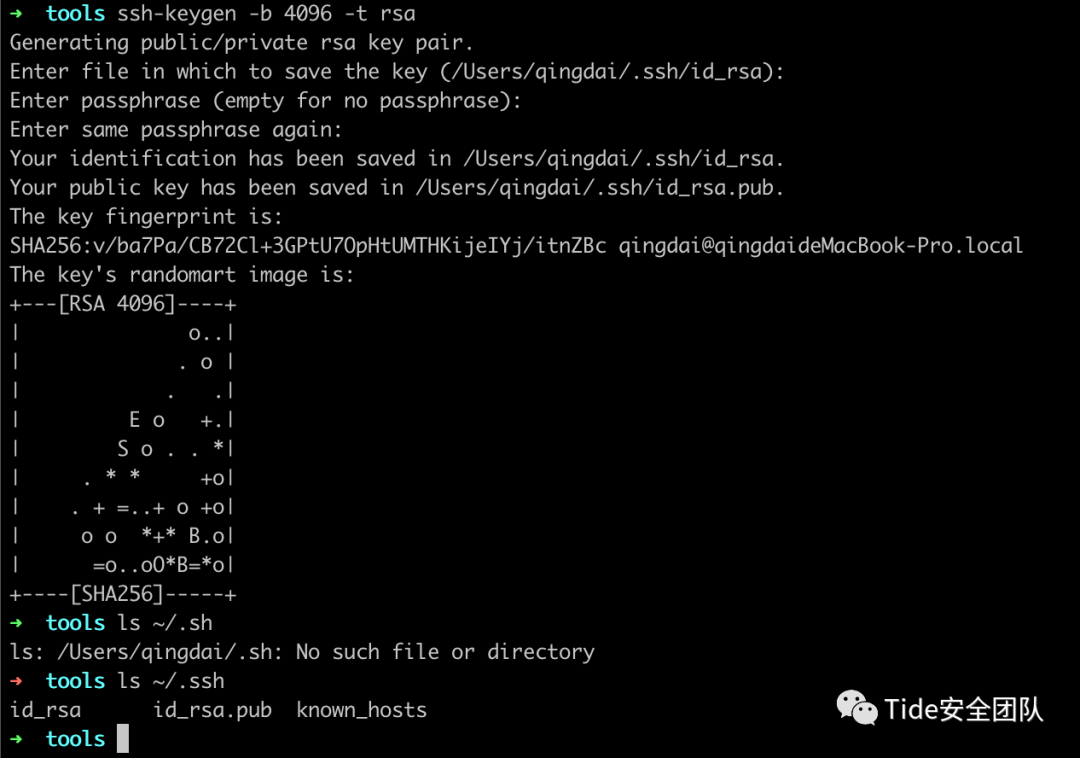 ➜  tools ssh-keygen -b 4096 -t rsa
Generating public/private rsa key pair.
Enter file in which to save the key (/Users/qingdai/.ssh/id_rsa):
Enter passphrase (empty for no passphrase):
Enter same passphrase again:
Your identification has been saved in /Users/qingdai/.ssh/id_rsa.
Your public key has been saved in /Users/qingdai/.ssh/id_rsa.pub.
The key fingerprint is:
SHA256:v/ba7Pa/CB72Cl+3GPtU7OpHtUMTHKijeIYj/itnZBc qingdai@qingdaideMacBook-Pro.local
The key's randomart image is:
+---[RSA 4096]----+
|              o..|
|             . o |
|            .   .|
|         E o   +.|
|        S o . . *|
|     . * *     +o|
|    . + =..+ o +o|
|     o o  *+* B.o|
|      =o..oO*B=*o|
+----[SHA256]-----+
➜  tools ls ~/.sh
ls: /Users/qingdai/.sh: No such file or directory
➜  tools ls ~/.ssh
id_rsa      id_rsa.pub  known_hosts
➜  tools
Tide安全团队